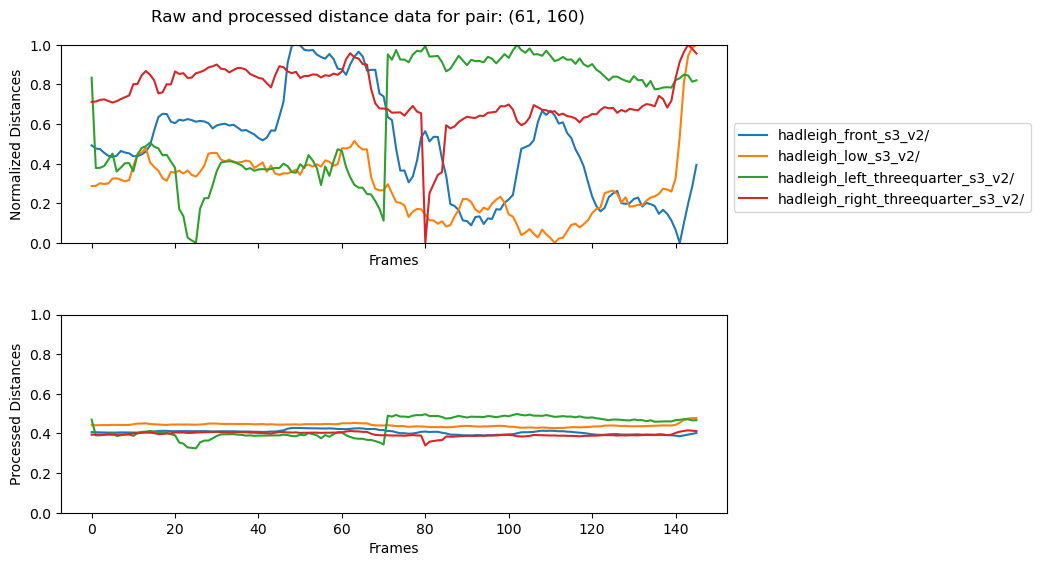 Raw and processed distance data for pair: (61, 160)
1.0
0.8
0.6
0.4
0.2
0.0
Normalized Distances
Frames
hadleigh_front_s3_v2/
hadleigh_low_s3_v2/
hadleigh_left_threequarter_s3_v2/
hadleigh_right_threequarter_s3_v2/
1.0
0.8
0.6
0.4
0.2
0.0
Processed Distances
0 20 40 60 80 100 120 140
Frames